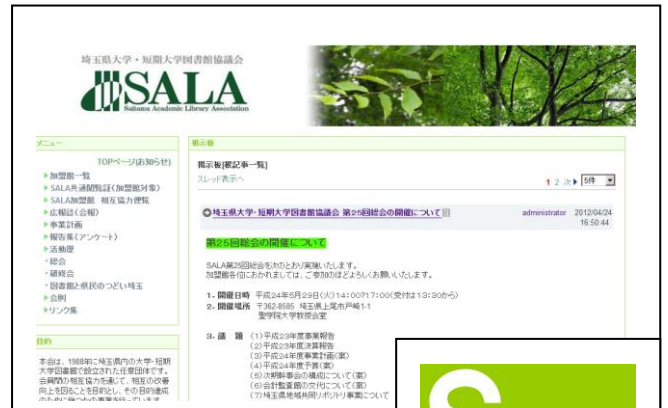 埼玉県大学・短期大学図書館協議会
SALA
Saitama Academic Library Association
メニュー
TOPページ(お知らせ)
加盟館一覧
SALA共通閲覧証(加盟館対象)
SALA加盟館 相互協力便覧
広報誌(会報)
事業計画
報告集(アンケート)
活動歴
-総会
-研修会
-図書館と県民のつどい埼玉
会則
リンク集
目的
本会は、1988年に埼玉県内の大学・短期
大学図書館で設立された任意団体です。
会員間の相互協力を通じて、相互の改善
向上を図ることを目的とし、その目的達成
のために幾つかの事業を行っています
掲示板
掲示板[根記事一覧]
スレッド表示へ
1 2 次 5件
埼玉県大学・短期大学図書館協議会 第25回総会の開催について
administrator 2012/04/24
16:50:44
第25回総会の開催について
SALA第25回総会を次のとおり実施いたします。
加盟館各位におかれましては、ご参加のほどよろしくお願いいたします。
1. 開催日時 平成24年5月29日(火)14:00?17:00(受付は13:30から)
2. 開催場所 〒362-8585 埼玉県上尾市戸崎1-1
聖学院大学教授会室
3. 議 題 (1)平成23年度事業報告
(2)平成23年度決算報告
(3)平成24年度事業計画(案)
(4)平成24年度予算(案)
(5)次期幹事会の構成について(案)
(6)会計監査館の交代について(案)
(7)埼玉県地域共同リポジトリ事業について
S